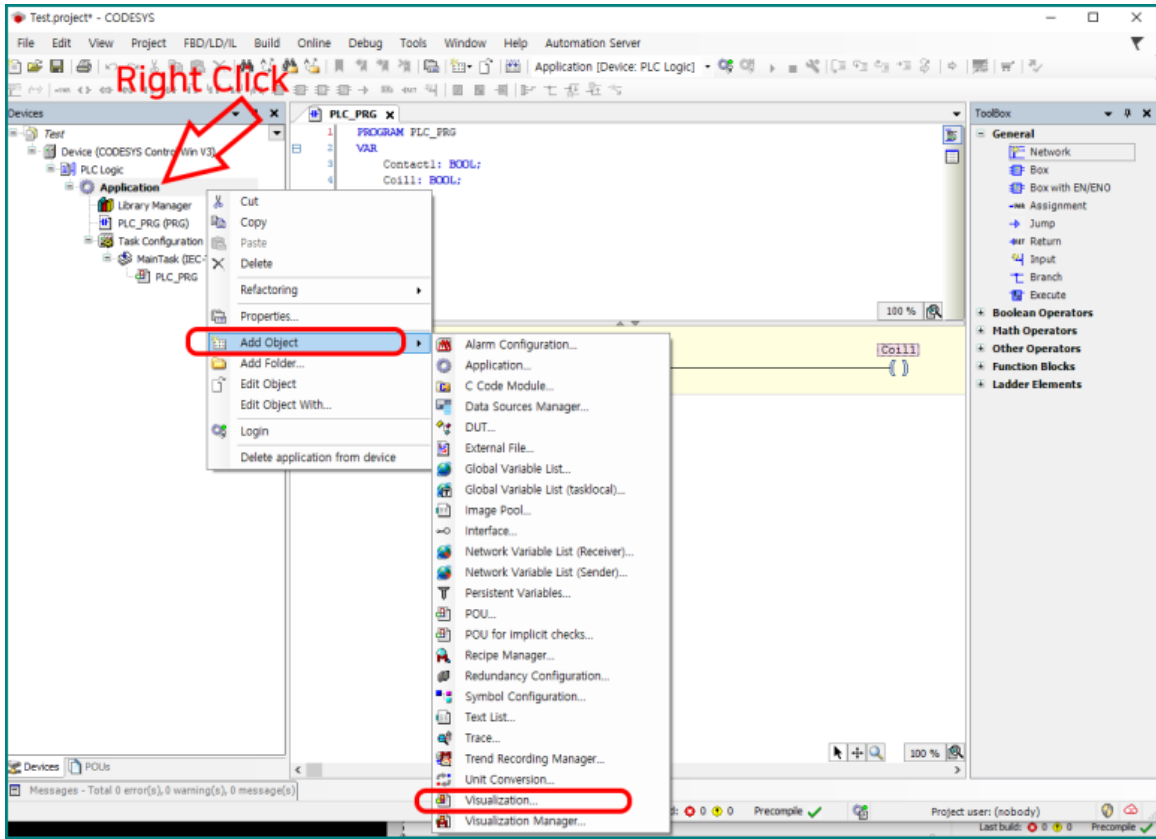 Test.project* - CODESYS
File Edit View Project FBD/LD/IL Build Online Debug Tools Window Help Automation Server
Application [Device: PLC Logic]
Right Click
Devices
Test
Device (CODESYS Control Win V3)
PLC Logic
Application
Library Manager
PLC_PRG (PRG)
Task Configuration
MainTask (IEC-
PLC_PRG
Devices POUs
PLC_PRG
1 PROGRAM PLC_PRG
2 VAR
3 Contact1: BOOL;
4 Coil1: BOOL;
100 %
Coil1
100 %
Cut
Copy
Paste
Delete
Refactoring
Properties...
Add Object
Add Folder...
Edit Object
Edit Object With...
Login
Delete application from device
Alarm Configuration...
Application...
C Code Module...
Data Sources Manager...
DUT...
External File...
Global Variable List...
Global Variable List (tasklocal)...
Image Pool...
Interface...
Network Variable List (Receiver)...
Network Variable List (Sender)...
Persistent Variables...
POU...
POU for implicit checks...
Recipe Manager...
Redundancy Configuration...
Symbol Configuration...
Text List...
Trace...
Trend Recording Manager...
Unit Conversion...
Visualization...
Visualization Manager...
ToolBox
General
Network
Box
Box with EN/ENO
Assignment
Jump
Return
Input
Branch
Execute
Boolean Operators
Math Operators
Other Operators
Function Blocks
Ladder Elements
Messages - Total 0 error(s), 0 warning(s), 0 message(s)
0 0 Precompile Project user: (nobody)
Last build: 0 0 Precompile